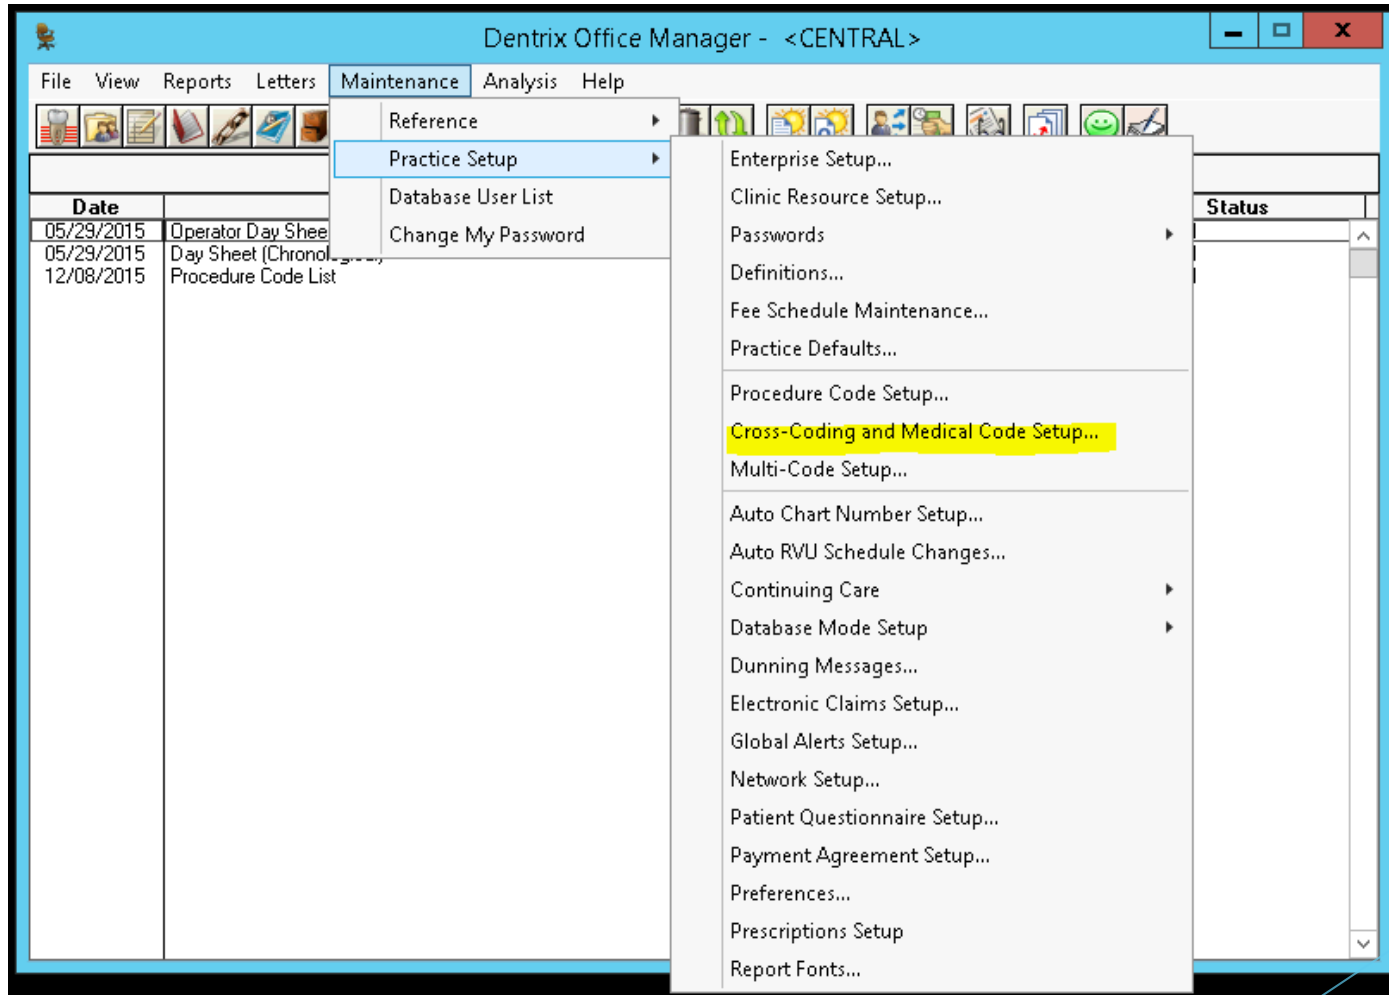 Dentrix Office Manager - <CENTRAL>
File View Reports Letters Maintenance Analysis Help
Reference
Practice Setup
Database User List
Change My Password
Enterprise Setup...
Clinic Resource Setup...
Passwords
Definitions...
Fee Schedule Maintenance...
Practice Defaults...
Procedure Code Setup...
Cross-Coding and Medical Code Setup...
Multi-Code Setup...
Auto Chart Number Setup...
Auto RVU Schedule Changes...
Continuing Care
Database Mode Setup
Dunning Messages...
Electronic Claims Setup...
Global Alerts Setup...
Network Setup...
Patient Questionnaire Setup...
Payment Agreement Setup...
Preferences...
Prescriptions Setup
Report Fonts...
Date Status
05/29/2015 Operator Day Shee
05/29/2015 Day Sheet (Chronol
12/08/2015 Procedure Code List